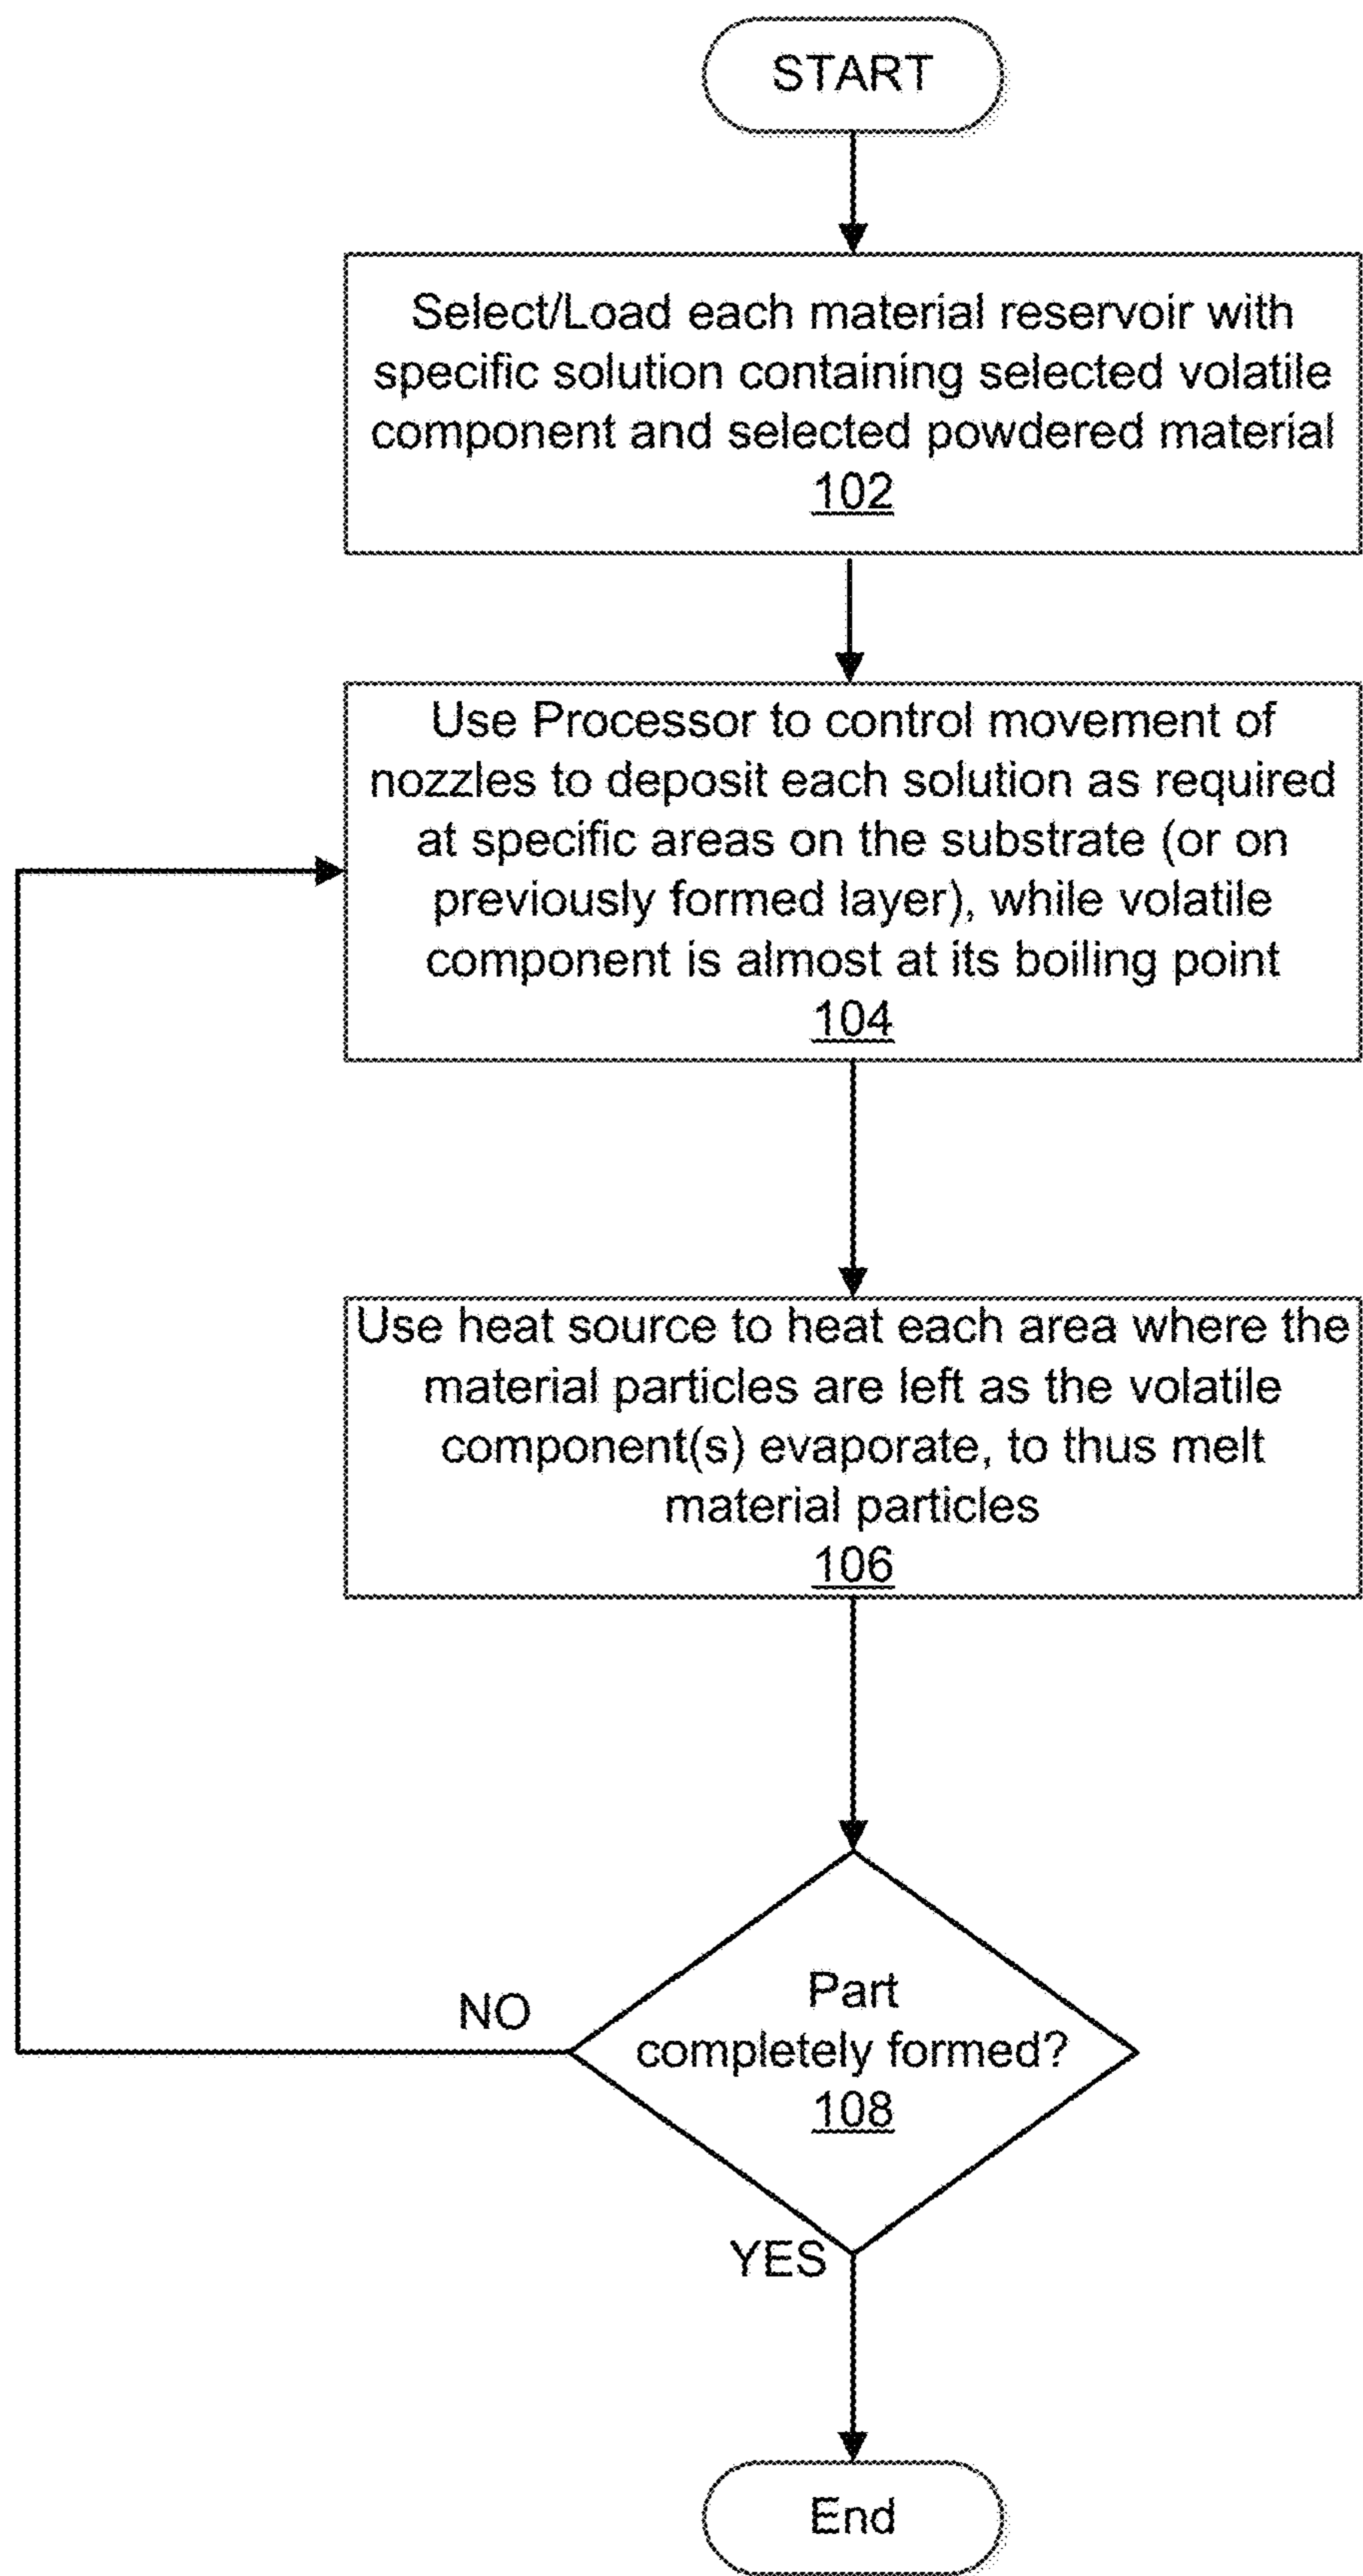 START
Select/Load each material reservoir with
specific solution containing selected volatile
component and selected powdered material
102
Use Processor to control movement of
nozzles to deposit each solution as required
at specific areas on the substrate (or on
previously formed layer), while volatile
component is almost at its boiling point
104
Use heat source to heat each area where the
material particles are left as the volatile
component(s) evaporate, to thus melt
material particles
106
Part
completely formed?
108
NO
YES
End